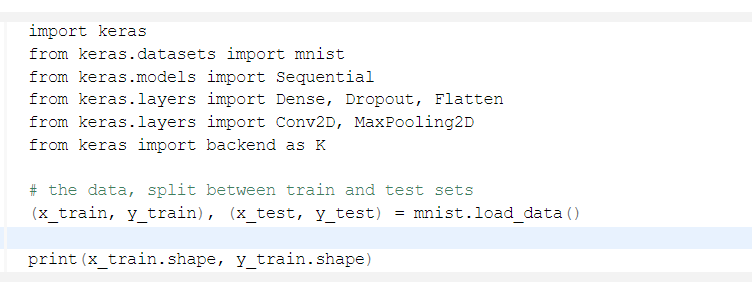 import keras
from keras.datasets import mnist
from keras.models import Sequential
from keras.layers import Dense, Dropout, Flatten
from keras.layers import Conv2D, MaxPooling2D
from keras import backend as K
# the data, split between train and test sets
(x_train, y_train), (x_test, y_test) = mnist.load_data()
print(x_train.shape, y_train.shape)